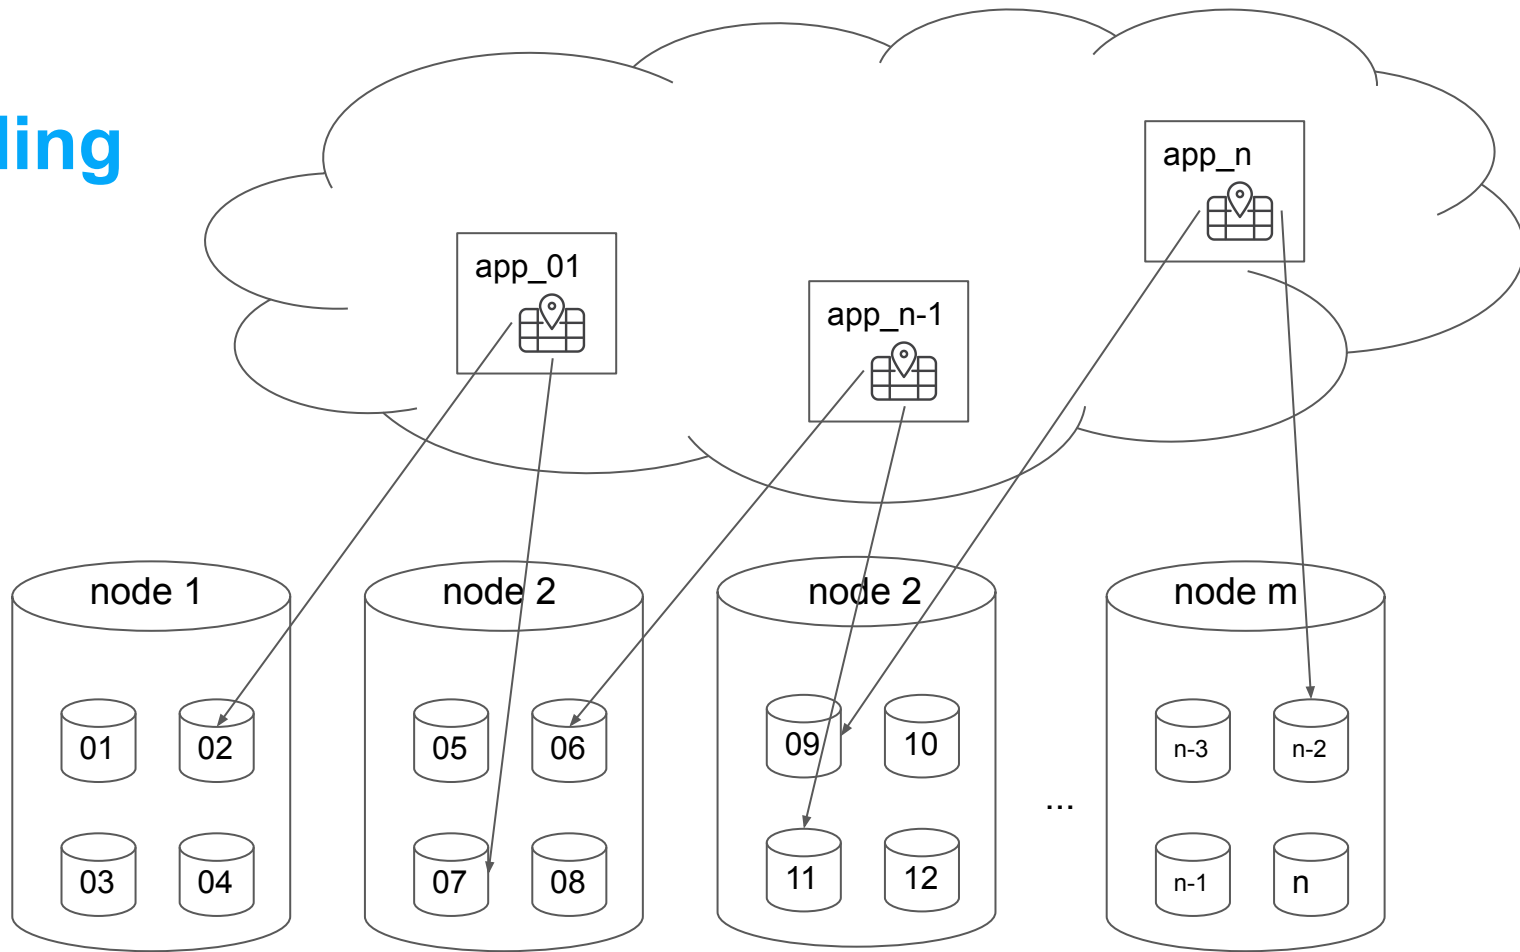 ling
app_n
app_01
app_n-1
node 1
node 2
node 2
node m
01 02 05 06 09 10 n-3 n-2
...
03 04 07 08 11 12 n-1 n